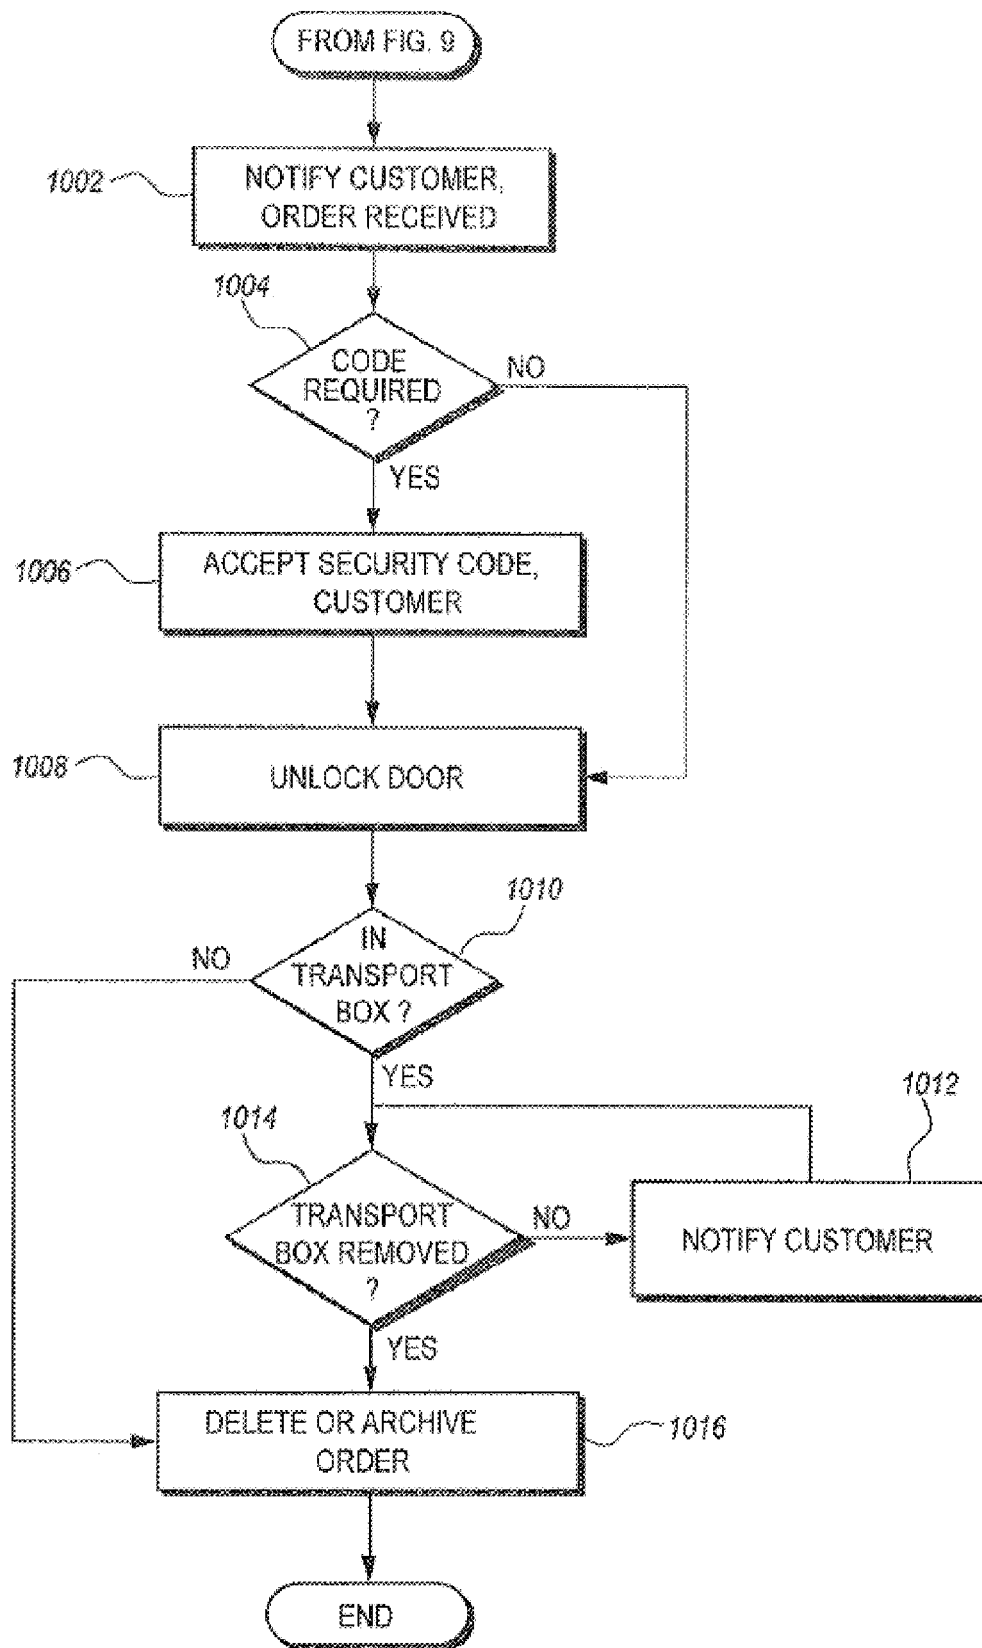 FROM FIG. 9
1002
NOTIFY CUSTOMER,
ORDER RECEIVED
1004
CODE
REQUIRED
?
NO
YES
1006
ACCEPT SECURITY CODE,
CUSTOMER
1008
UNLOCK DOOR
1010
IN
TRANSPORT
BOX ?
NO
YES
1012
1014
TRANSPORT
BOX REMOVED
?
NO
NOTIFY CUSTOMER
YES
DELETE OR ARCHIVE
ORDER
1016
END